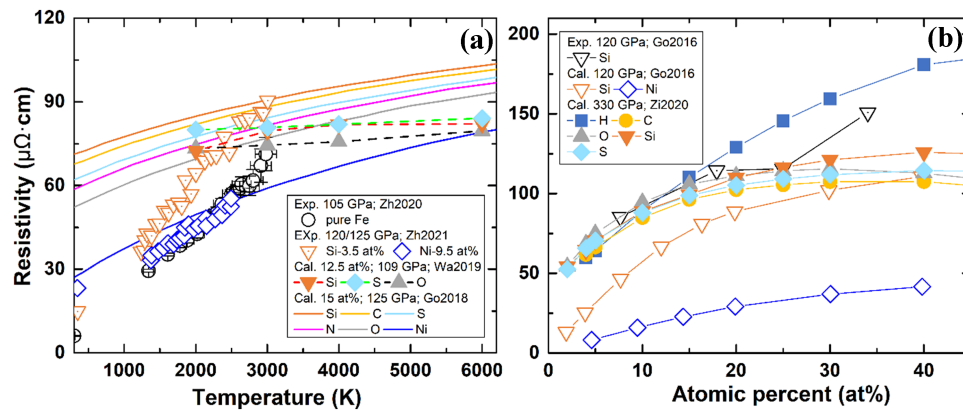 (a)
Resistivity (μΩ·cm)
120
90
60
30
0
Exp. 105 GPa; Zh2020
pure Fe
EXp. 120/125 GPa; Zh2021
Si-3.5 at% Ni-9.5 at%
Cal. 12.5 at%; 109 GPa; Wa2019
Si S O
Cal. 15 at%; 125 GPa; Go2018
Si C S
N O Ni
1000 2000 3000 4000 5000 6000
Temperature (K)
(b)
200
150
100
50
0
Exp. 120 GPa; Go2016
Si
Cal. 120 GPa; Go2016
Si Ni
Cal. 330 GPa; Zi2020
H C
O Si
S
0 10 20 30 40
Atomic percent (at%)